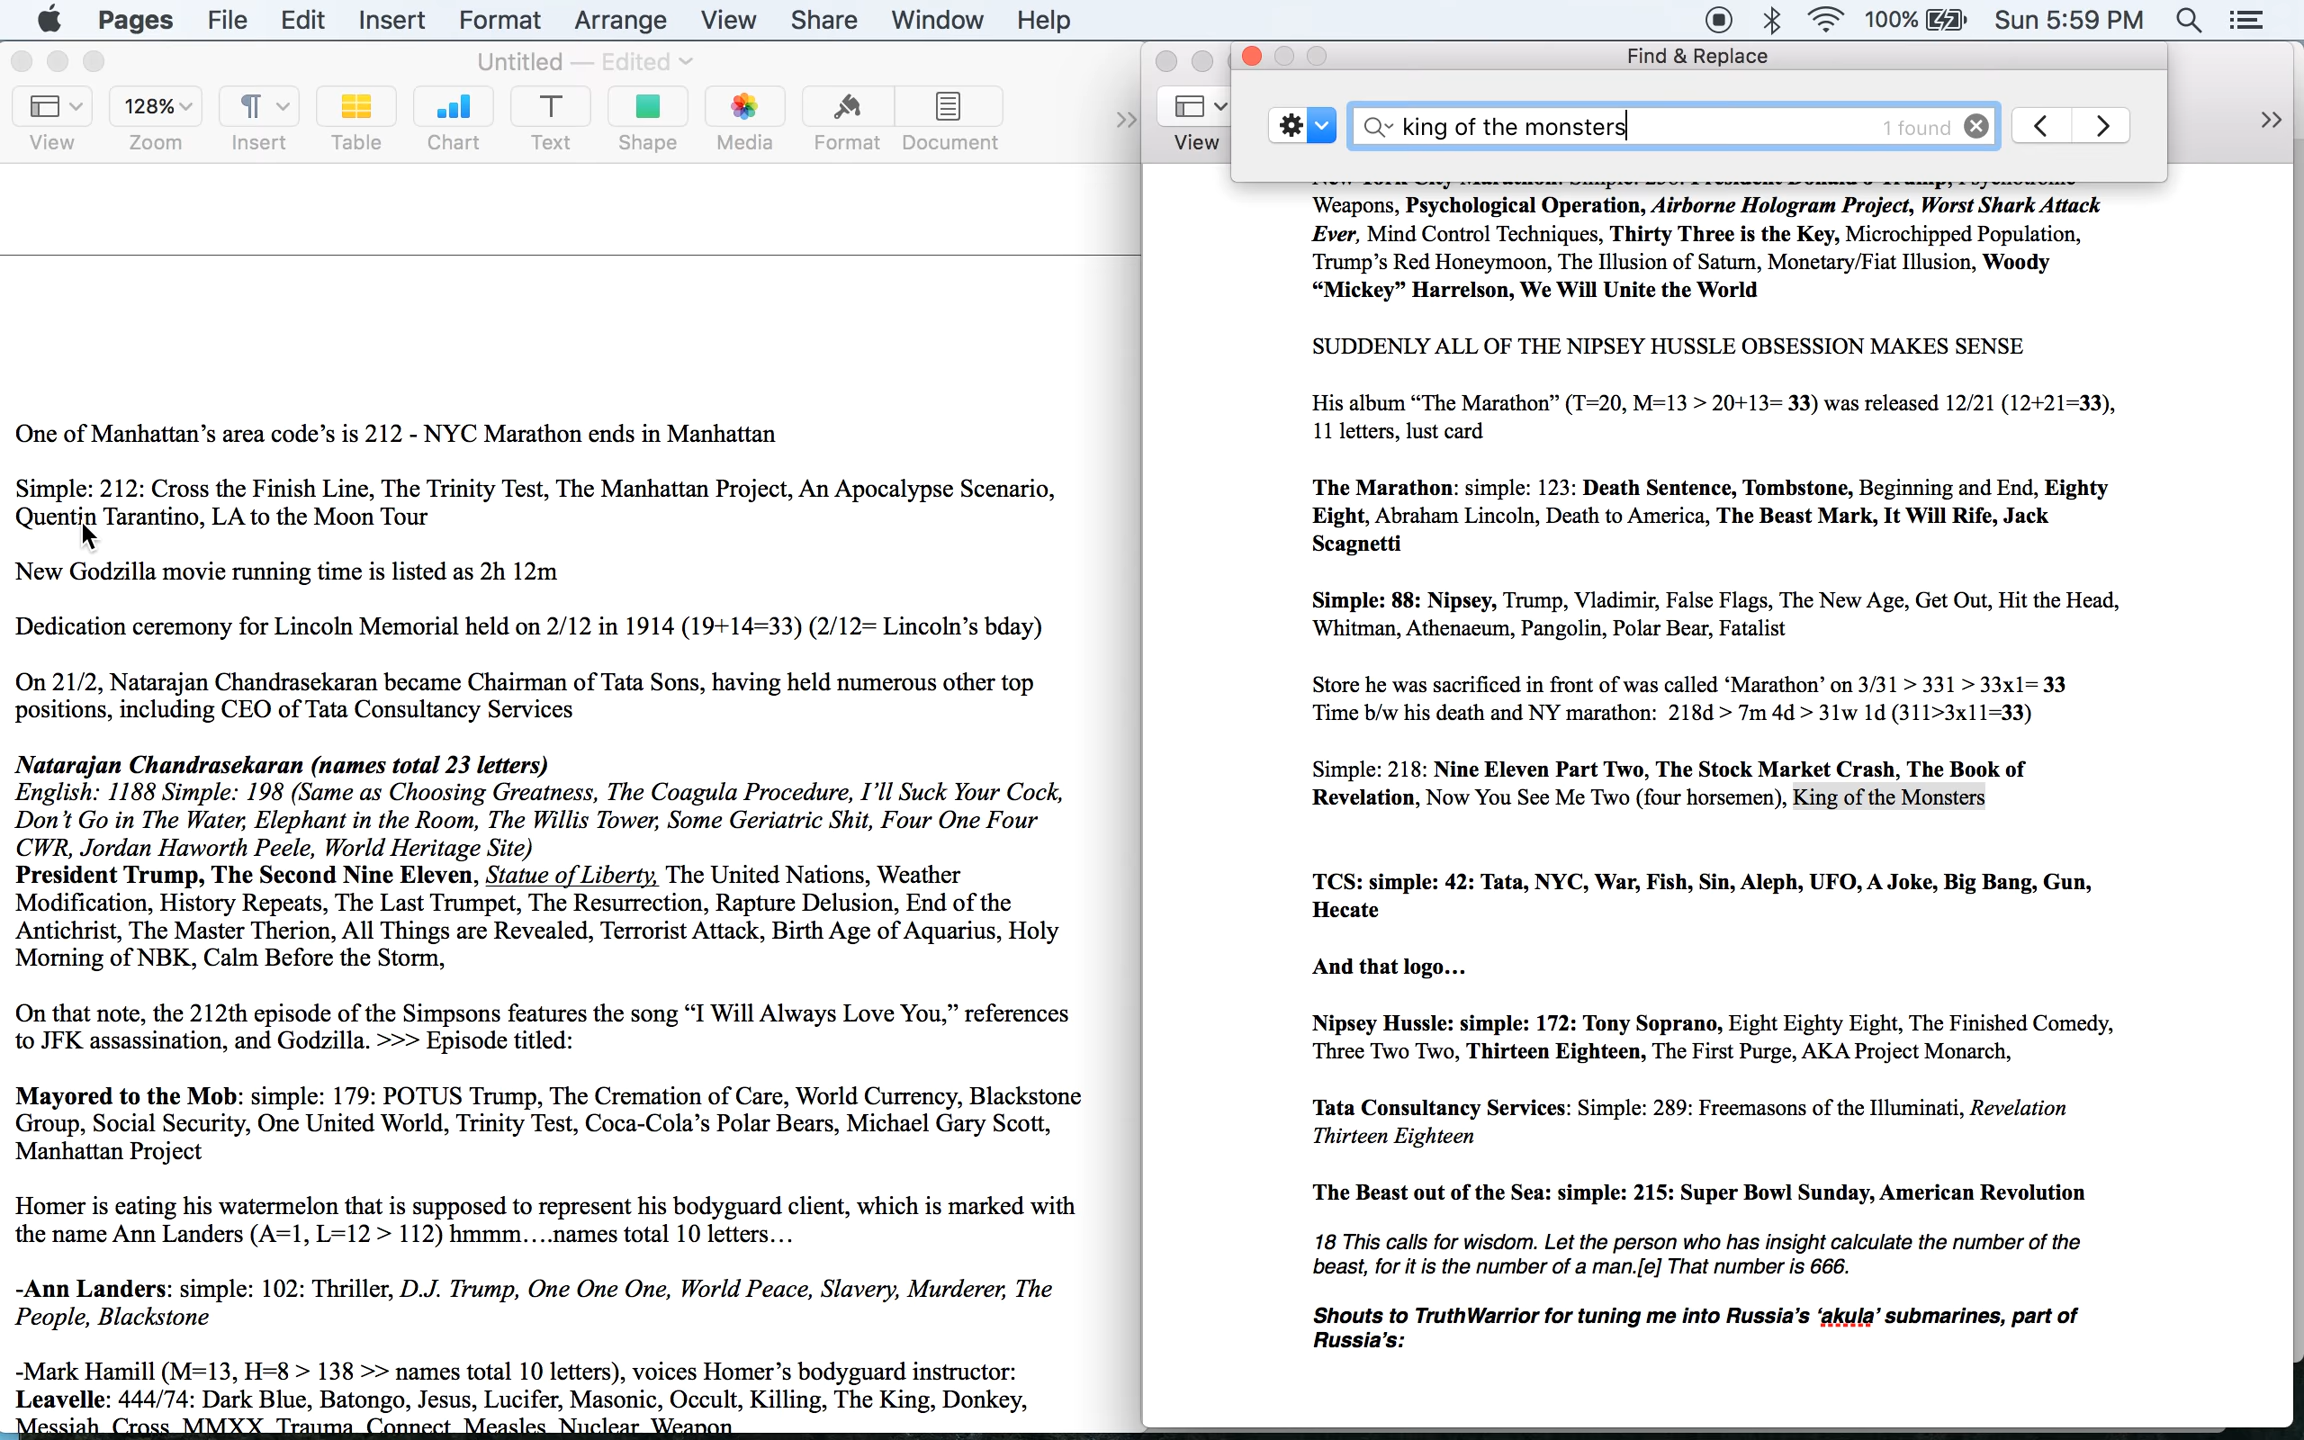 Pages File Edit Insert Format Arrange View Share Window Help 100% Sun 5:59 PM
Untitled — Edited
128%
View Zoom Insert Table Chart Text Shape Media Format Document
One of Manhattan’s area code’s is 212 - NYC Marathon ends in Manhattan
Simple: 212: Cross the Finish Line, The Trinity Test, The Manhattan Project, An Apocalypse Scenario,
Quentin Tarantino, LA to the Moon Tour
New Godzilla movie running time is listed as 2h 12m
Dedication ceremony for Lincoln Memorial held on 2/12 in 1914 (19+14=33) (2/12= Lincoln’s bday)
On 21/2, Natarajan Chandrasekaran became Chairman of Tata Sons, having held numerous other top
positions, including CEO of Tata Consultancy Services
Natarajan Chandrasekaran (names total 23 letters)
English: 1188 Simple: 198 (Same as Choosing Greatness, The Coagula Procedure, I’ll Suck Your Cock,
Don’t Go in The Water, Elephant in the Room, The Willis Tower, Some Geriatric Shit, Four One Four
CWR, Jordan Haworth Peele, World Heritage Site)
President Trump, The Second Nine Eleven, Statue of Liberty, The United Nations, Weather
Modification, History Repeats, The Last Trumpet, The Resurrection, Rapture Delusion, End of the
Antichrist, The Master Therion, All Things are Revealed, Terrorist Attack, Birth Age of Aquarius, Holy
Morning of NBK, Calm Before the Storm,
On that note, the 212th episode of the Simpsons features the song “I Will Always Love You,” references
to JFK assassination, and Godzilla. >>> Episode titled:
Mayored to the Mob: simple: 179: POTUS Trump, The Cremation of Care, World Currency, Blackstone
Group, Social Security, One United World, Trinity Test, Coca-Cola’s Polar Bears, Michael Gary Scott,
Manhattan Project
Homer is eating his watermelon that is supposed to represent his bodyguard client, which is marked with
the name Ann Landers (A=1, L=12 > 112) hmmm….names total 10 letters…
-Ann Landers: simple: 102: Thriller, D.J. Trump, One One One, World Peace, Slavery, Murderer, The
People, Blackstone
-Mark Hamill (M=13, H=8 > 138 >> names total 10 letters), voices Homer’s bodyguard instructor:
Leavelle: 444/74: Dark Blue, Batongo, Jesus, Lucifer, Masonic, Occult, Killing, The King, Donkey,
Messiah, Cross, MMXX, Trauma, Connect, Measles, Nuclear Weapon
Find & Replace
king of the monsters 1 found
View
New York City Marathon: Simple: 238: President Donald J Trump, Psychotronic
Weapons, Psychological Operation, Airborne Hologram Project, Worst Shark Attack
Ever, Mind Control Techniques, Thirty Three is the Key, Microchipped Population,
Trump’s Red Honeymoon, The Illusion of Saturn, Monetary/Fiat Illusion, Woody
“Mickey” Harrelson, We Will Unite the World
SUDDENLY ALL OF THE NIPSEY HUSSLE OBSESSION MAKES SENSE
His album “The Marathon” (T=20, M=13 > 20+13= 33) was released 12/21 (12+21=33),
11 letters, lust card
The Marathon: simple: 123: Death Sentence, Tombstone, Beginning and End, Eighty
Eight, Abraham Lincoln, Death to America, The Beast Mark, It Will Rife, Jack
Scagnetti
Simple: 88: Nipsey, Trump, Vladimir, False Flags, The New Age, Get Out, Hit the Head,
Whitman, Athenaeum, Pangolin, Polar Bear, Fatalist
Store he was sacrificed in front of was called ‘Marathon’ on 3/31 > 331 > 33x1= 33
Time b/w his death and NY marathon: 218d > 7m 4d > 31w 1d (311>3x11=33)
Simple: 218: Nine Eleven Part Two, The Stock Market Crash, The Book of
Revelation, Now You See Me Two (four horsemen), King of the Monsters
TCS: simple: 42: Tata, NYC, War, Fish, Sin, Aleph, UFO, A Joke, Big Bang, Gun,
Hecate
And that logo…
Nipsey Hussle: simple: 172: Tony Soprano, Eight Eighty Eight, The Finished Comedy,
Three Two Two, Thirteen Eighteen, The First Purge, AKA Project Monarch,
Tata Consultancy Services: Simple: 289: Freemasons of the Illuminati, Revelation
Thirteen Eighteen
The Beast out of the Sea: simple: 215: Super Bowl Sunday, American Revolution
18 This calls for wisdom. Let the person who has insight calculate the number of the
beast, for it is the number of a man.[e] That number is 666.
Shouts to TruthWarrior for tuning me into Russia’s ‘akula’ submarines, part of
Russia’s: